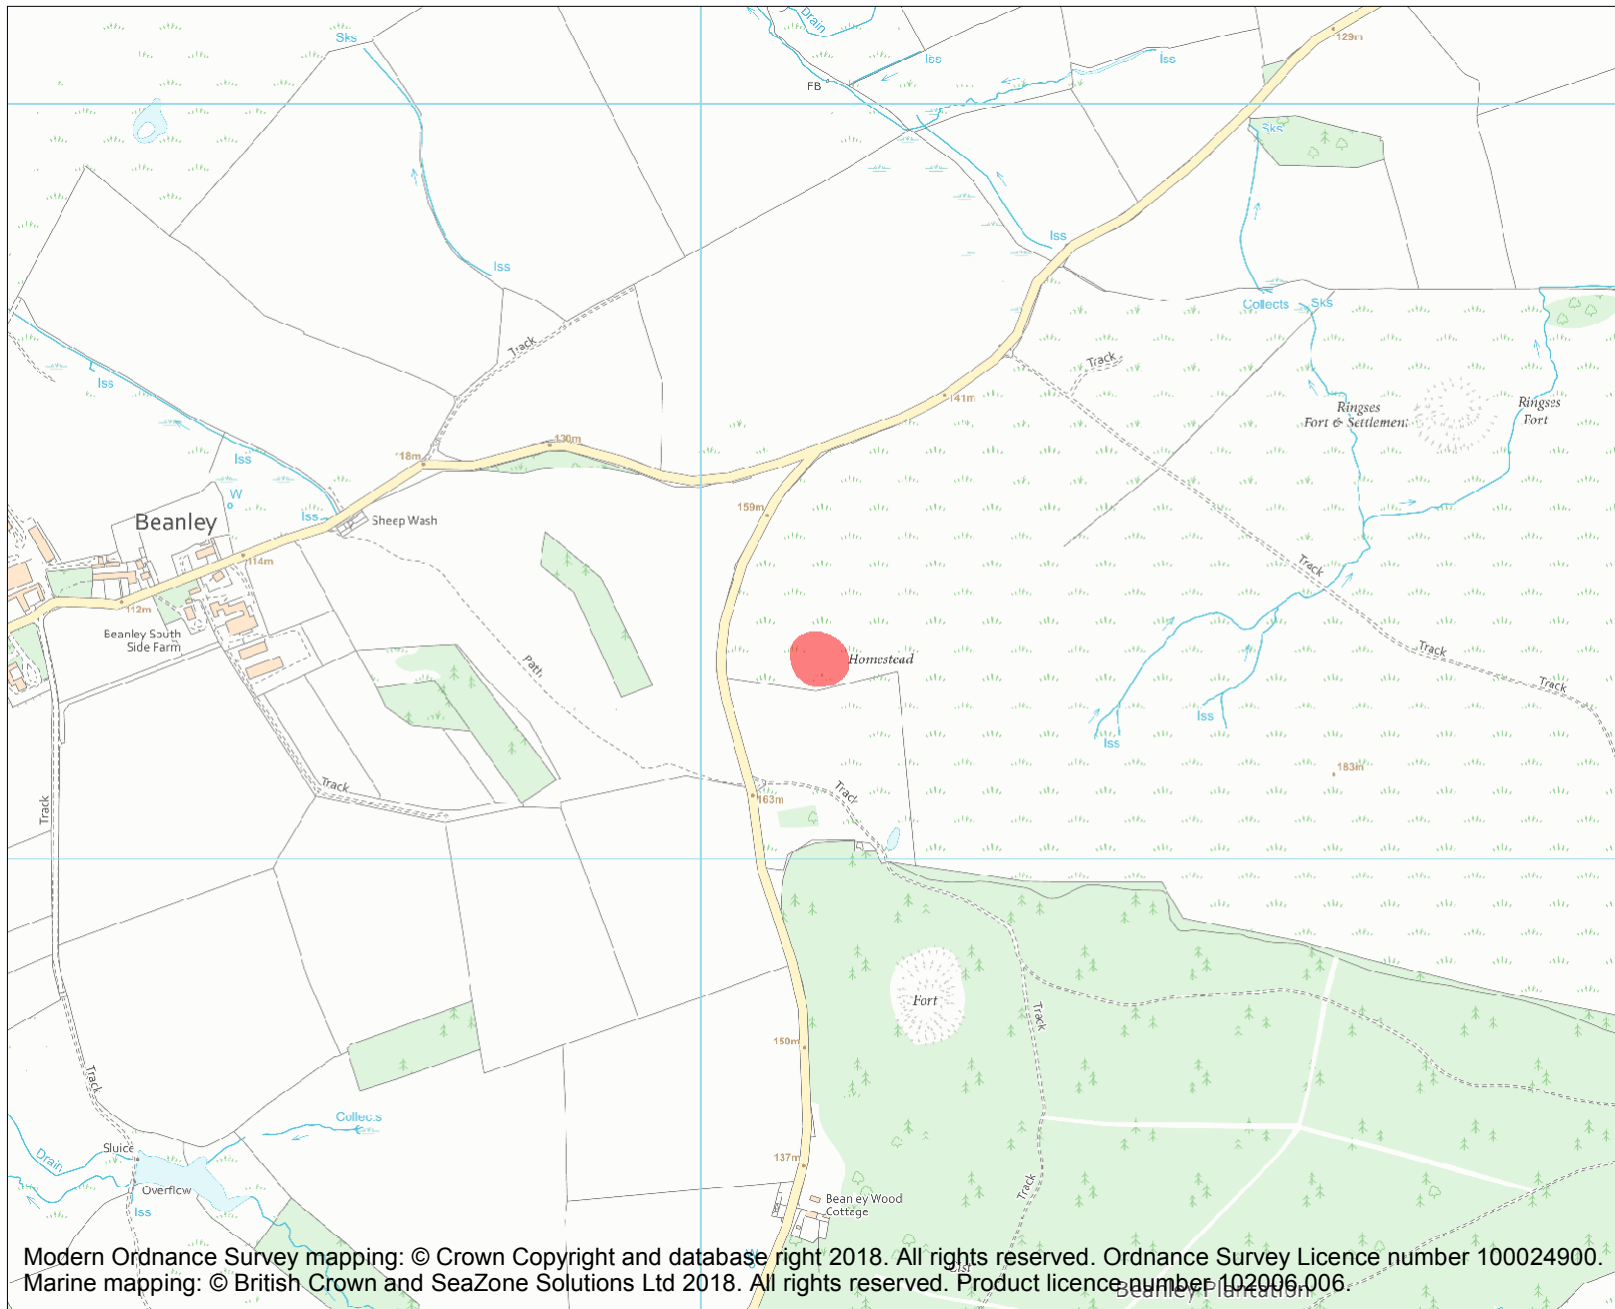 Drain
Sks
129m
Iss
Iss
FB
Sks
Iss
Iss
Collects
Sks
Track
Track
Iss
141m
Ringses
Fort & Settlement
Ringses
Fort
130m
18m
Iss
W
159m
Beanley
Iss
Sheep Wash
114m
Track
112m
Beanley South
Side Farm
Path
Homestead
Track
Track
Iss
Iss
183m
Track
Track
Track
163m
Fort
Track
150m
Track
Collects
Sluice
Drain
137m
Overflow
Track
Iss
Beanley Wood
Cottage
W
Modern Ordnance Survey mapping: © Crown Copyright and database right 2018. All rights reserved. Ordnance Survey Licence number 100024900.
Cist
Marine mapping: © British Crown and SeaZone Solutions Ltd 2018. All rights reserved. Product licence number 102006.006.
Beanley Plantation